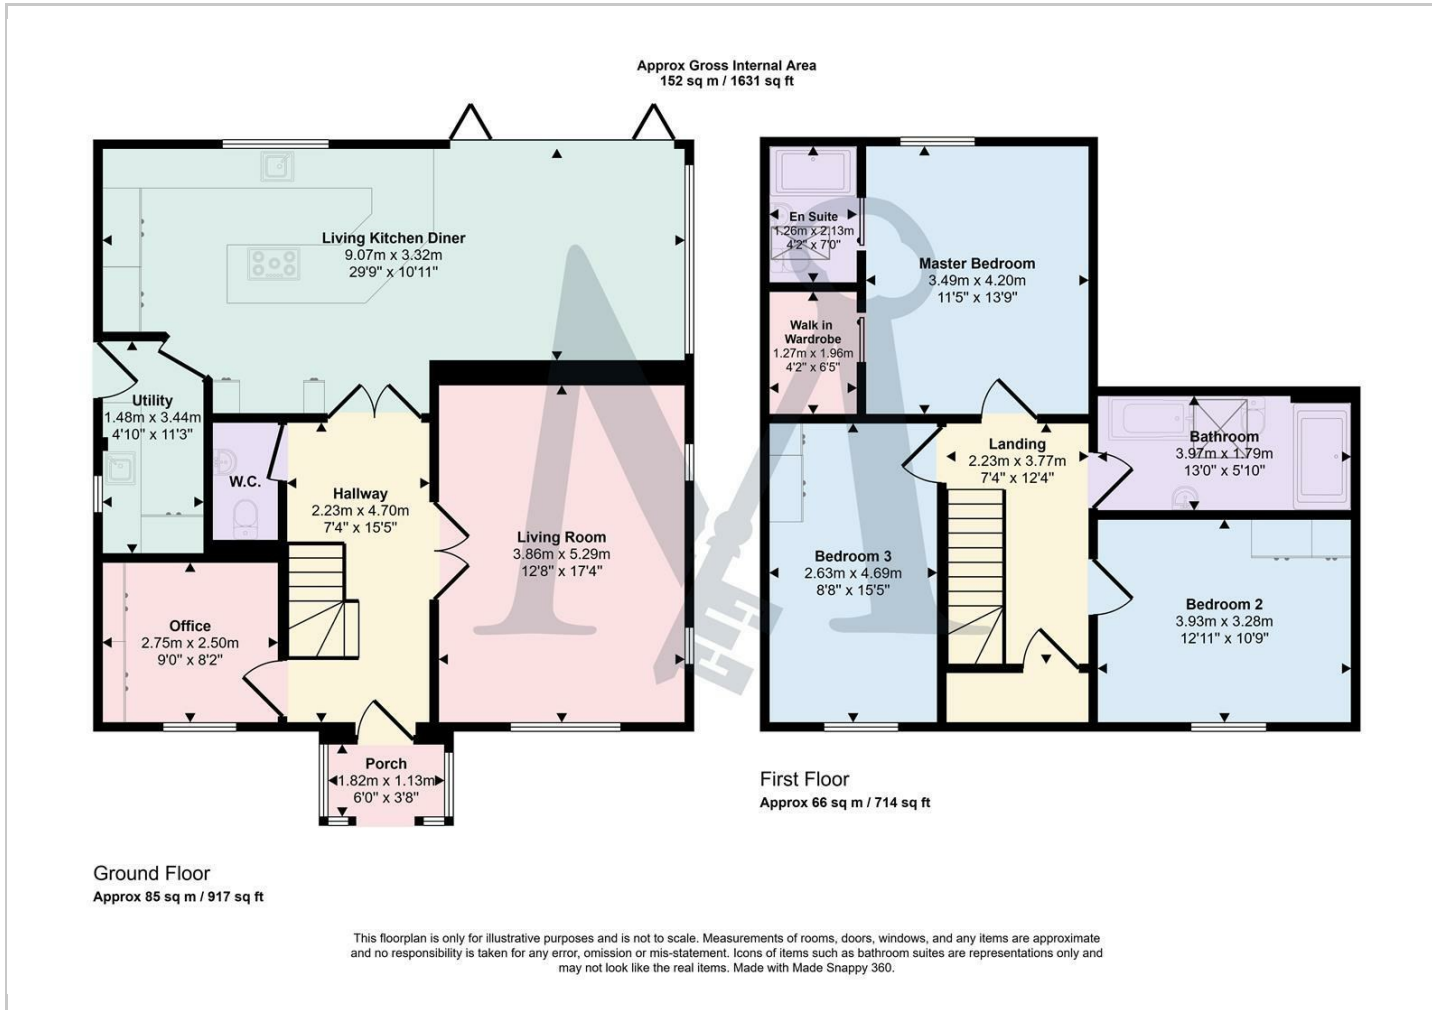 Approx Gross Internal Area
152 sq m / 1631 sq ft
Living Kitchen Diner
9.07m x 3.32m
29'9" x 10'11"
Utility
1.48m x 3.44m
4'10" x 11'3"
W.C.
Hallway
2.23m x 4.70m
7'4" x 15'5"
Living Room
3.86m x 5.29m
12'8" x 17'4"
Office
2.75m x 2.50m
9'0" x 8'2"
Porch
1.82m x 1.13m
6'0" x 3'8"
Ground Floor
Approx 85 sq m / 917 sq ft
En Suite
1.26m x 2.13m
4'2" x 7'0"
Master Bedroom
3.49m x 4.20m
11'5" x 13'9"
Walk in
Wardrobe
1.27m x 1.96m
4'2" x 6'5"
Landing
2.23m x 3.77m
7'4" x 12'4"
Bathroom
3.97m x 1.79m
13'0" x 5'10"
Bedroom 3
2.63m x 4.69m
8'8" x 15'5"
Bedroom 2
3.93m x 3.28m
12'11" x 10'9"
First Floor
Approx 66 sq m / 714 sq ft
This floorplan is only for illustrative purposes and is not to scale. Measurements of rooms, doors, windows, and any items are approximate
and no responsibility is taken for any error, omission or mis-statement. Icons of items such as bathroom suites are representations only and
may not look like the real items. Made with Made Snappy 360.